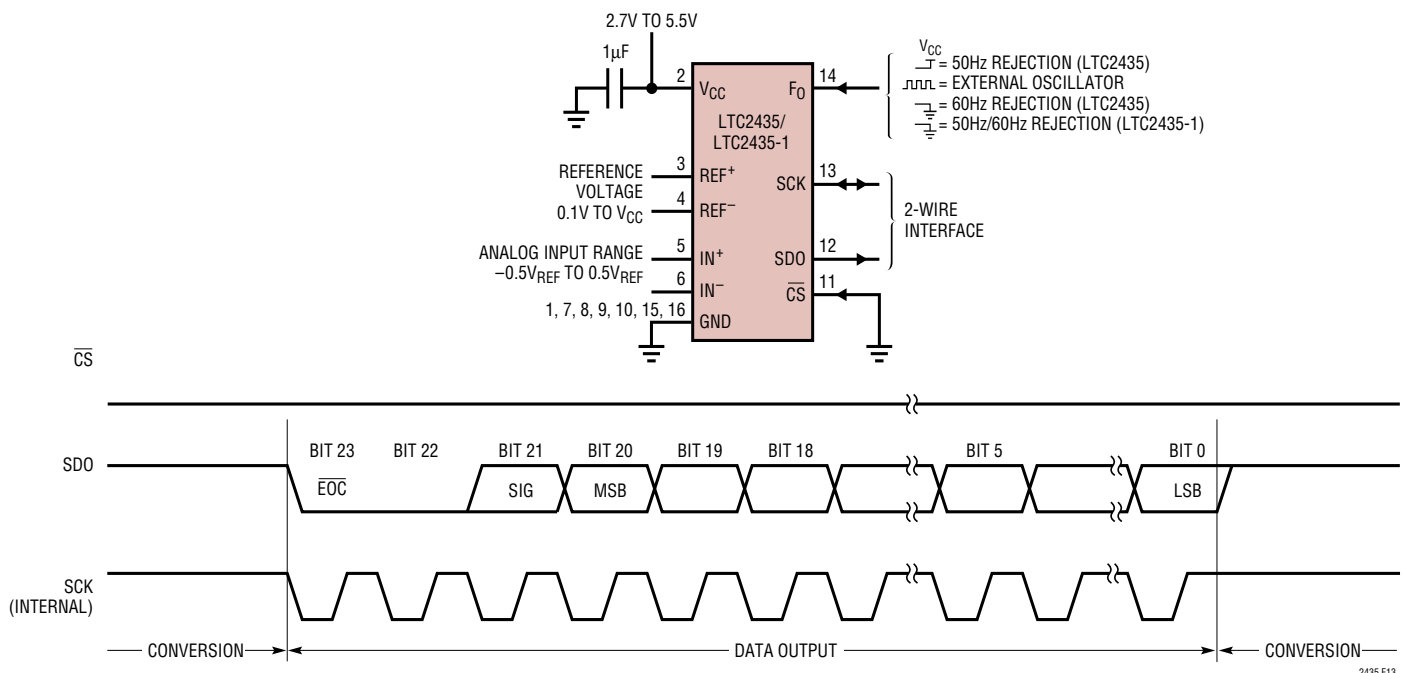 2.7V TO 5.5V
1µF
VCC
= 50Hz REJECTION (LTC2435)
= EXTERNAL OSCILLATOR
= 60Hz REJECTION (LTC2435)
= 50Hz/60Hz REJECTION (LTC2435-1)
2 VCC
FO 14
LTC2435/
LTC2435-1
REFERENCE
VOLTAGE
0.1V TO VCC
3 REF+
4 REF–
SCK 13
2-WIRE
INTERFACE
ANALOG INPUT RANGE
–0.5VREF TO 0.5VREF
5 IN+
6 IN–
SDO 12
CS 11
1, 7, 8, 9, 10, 15, 16 GND
CS
SDO
BIT 23 BIT 22 BIT 21 BIT 20 BIT 19 BIT 18 BIT 5 BIT 0
EOC SIG MSB LSB
SCK
(INTERNAL)
CONVERSION DATA OUTPUT CONVERSION
2435 F13